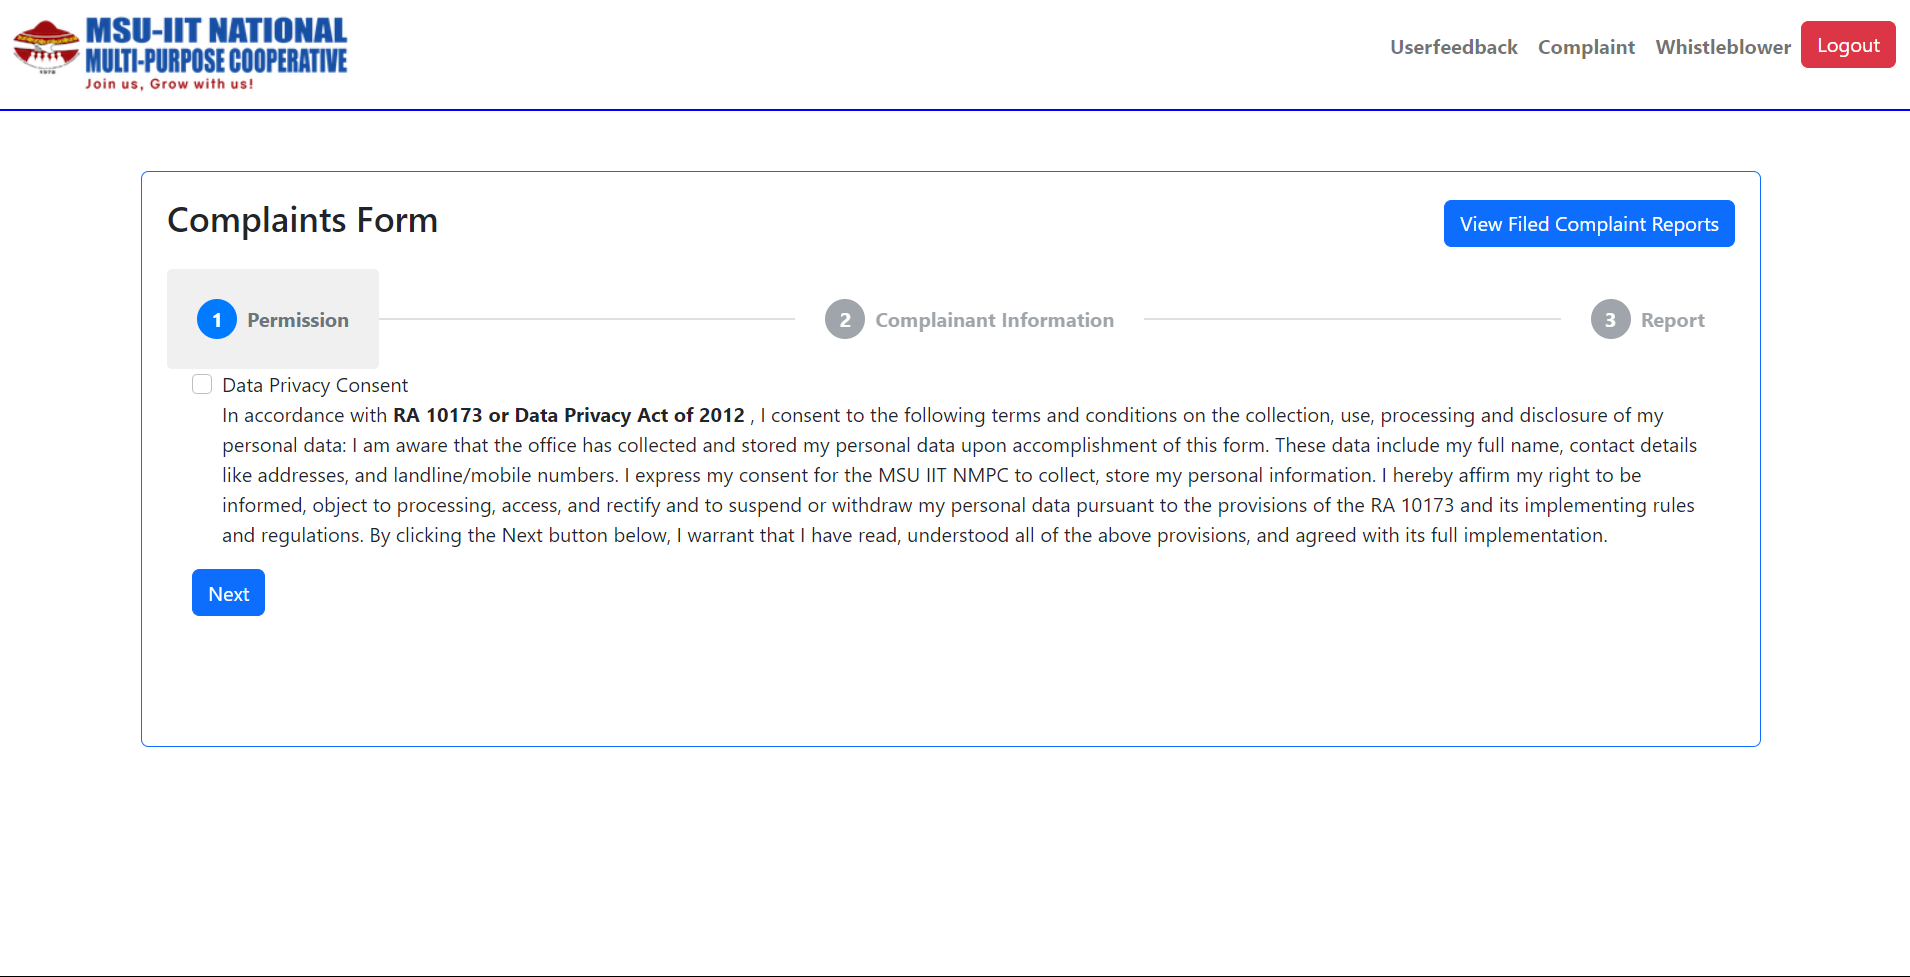 MSU-IIT NATIONAL
MULTI-PURPOSE COOPERATIVE
Join us, Grow with us!
1978
Userfeedback Complaint Whistleblower Logout
Complaints Form
View Filed Complaint Reports
1 Permission
2 Complainant Information
3 Report
Data Privacy Consent
In accordance with RA 10173 or Data Privacy Act of 2012 , I consent to the following terms and conditions on the collection, use, processing and disclosure of my
personal data: I am aware that the office has collected and stored my personal data upon accomplishment of this form. These data include my full name, contact details
like addresses, and landline/mobile numbers. I express my consent for the MSU IIT NMPC to collect, store my personal information. I hereby affirm my right to be
informed, object to processing, access, and rectify and to suspend or withdraw my personal data pursuant to the provisions of the RA 10173 and its implementing rules
and regulations. By clicking the Next button below, I warrant that I have read, understood all of the above provisions, and agreed with its full implementation.
Next